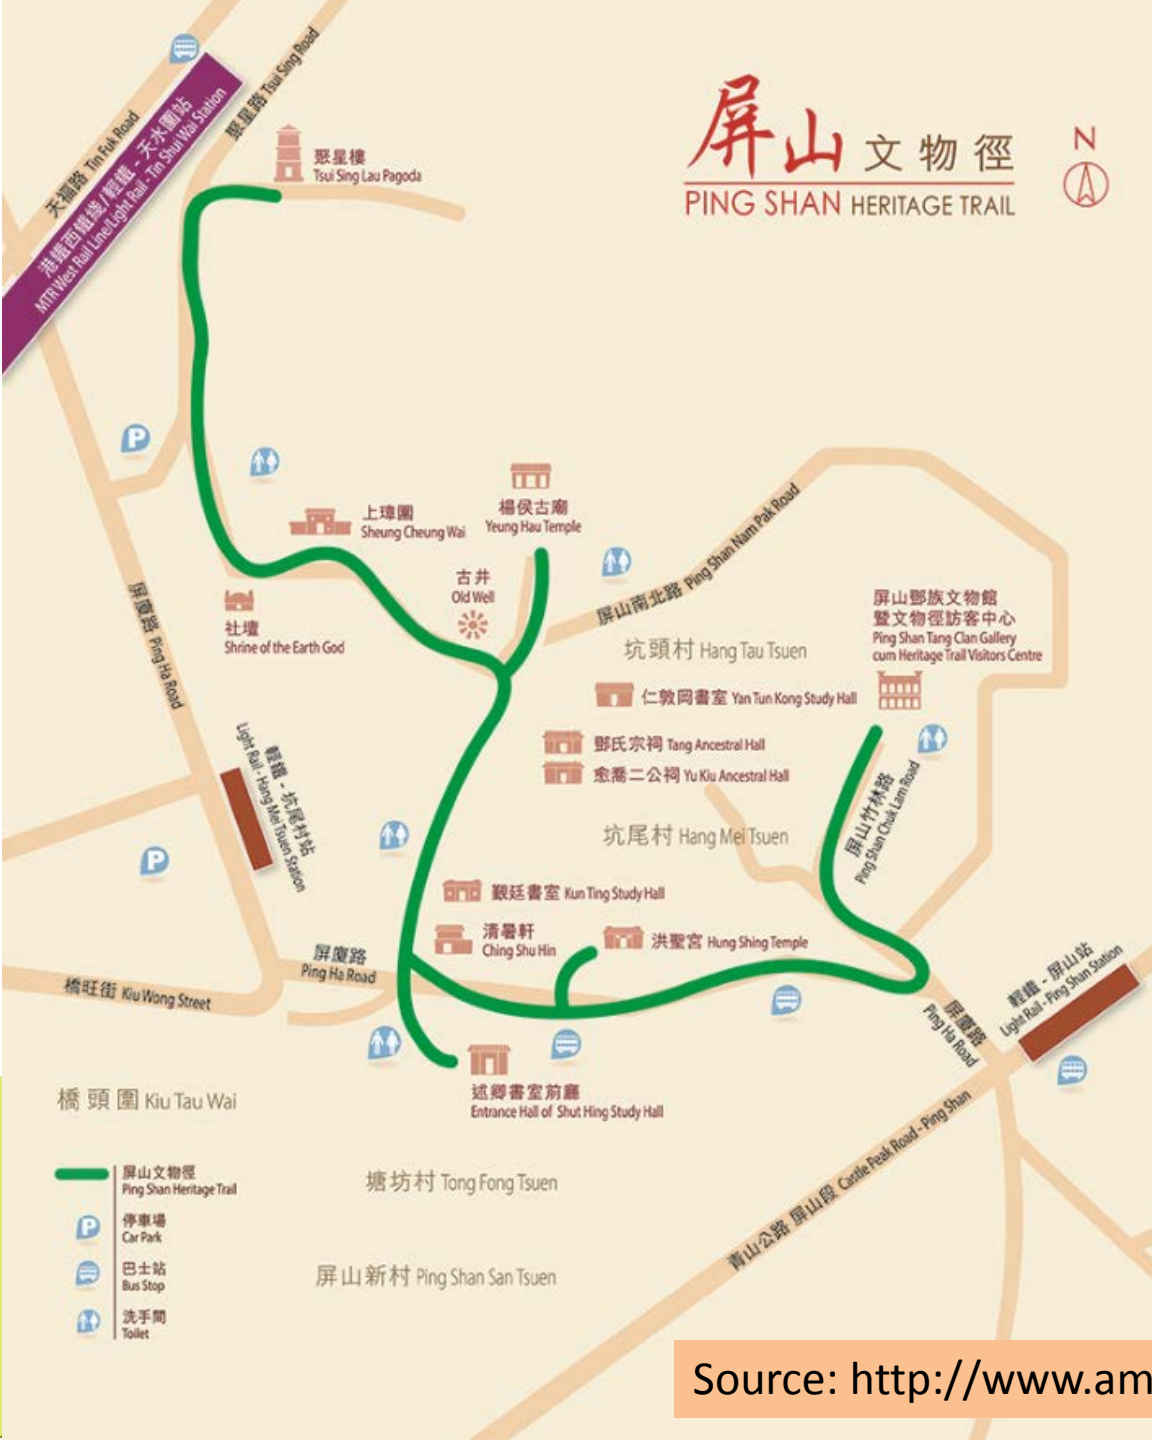 屏山文物徑
PING SHAN HERITAGE TRAIL
N
聚星路 Tsui Sing Road
天福路 Tin Fuk Road
港鐵西鐵綫/輕鐵 - 天水圍站
MTR West Rail Line/Light Rail - Tin Shui Wai Station
聚星樓
Tsui Sing Lau Pagoda
P
上璋圍
Sheung Cheung Wai
楊侯古廟
Yeung Hau Temple
古井
Old Well
社壇
Shrine of the Earth God
屏山南北路 Ping Shan Nam Pak Road
屏廈路 Ping Ha Road
坑頭村 Hang Tau Tsuen
屏山鄧族文物館
暨文物徑訪客中心
Ping Shan Tang Clan Gallery
cum Heritage Trail Visitors Centre
仁敦岡書室 Yan Tun Kong Study Hall
鄧氏宗祠 Tang Ancestral Hall
愈喬二公祠 Yu Kiu Ancestral Hall
輕鐵 - 坑尾村站
Light Rail - Hang Mei Tsuen Station
屏山竹林路
Ping Shan Chuk Lam Road
坑尾村 Hang Mei Tsuen
P
覲廷書室 Kun Ting Study Hall
清暑軒
Ching Shu Hin
洪聖宮 Hung Shing Temple
屏廈路
Ping Ha Road
橋旺街 Kiu Wong Street
輕鐵 - 屏山站
Light Rail - Ping Shan Station
屏廈路
Ping Ha Road
述卿書室前廳
Entrance Hall of Shut Hing Study Hall
橋頭圍 Kiu Tau Wai
塘坊村 Tong Fong Tsuen
屏山新村 Ping Shan San Tsuen
青山公路 屏山段 Castle Peak Road - Ping Shan
屏山文物徑
Ping Shan Heritage Trail
P
停車場
Car Park
巴士站
Bus Stop
洗手間
Toilet
Source: http://www.am